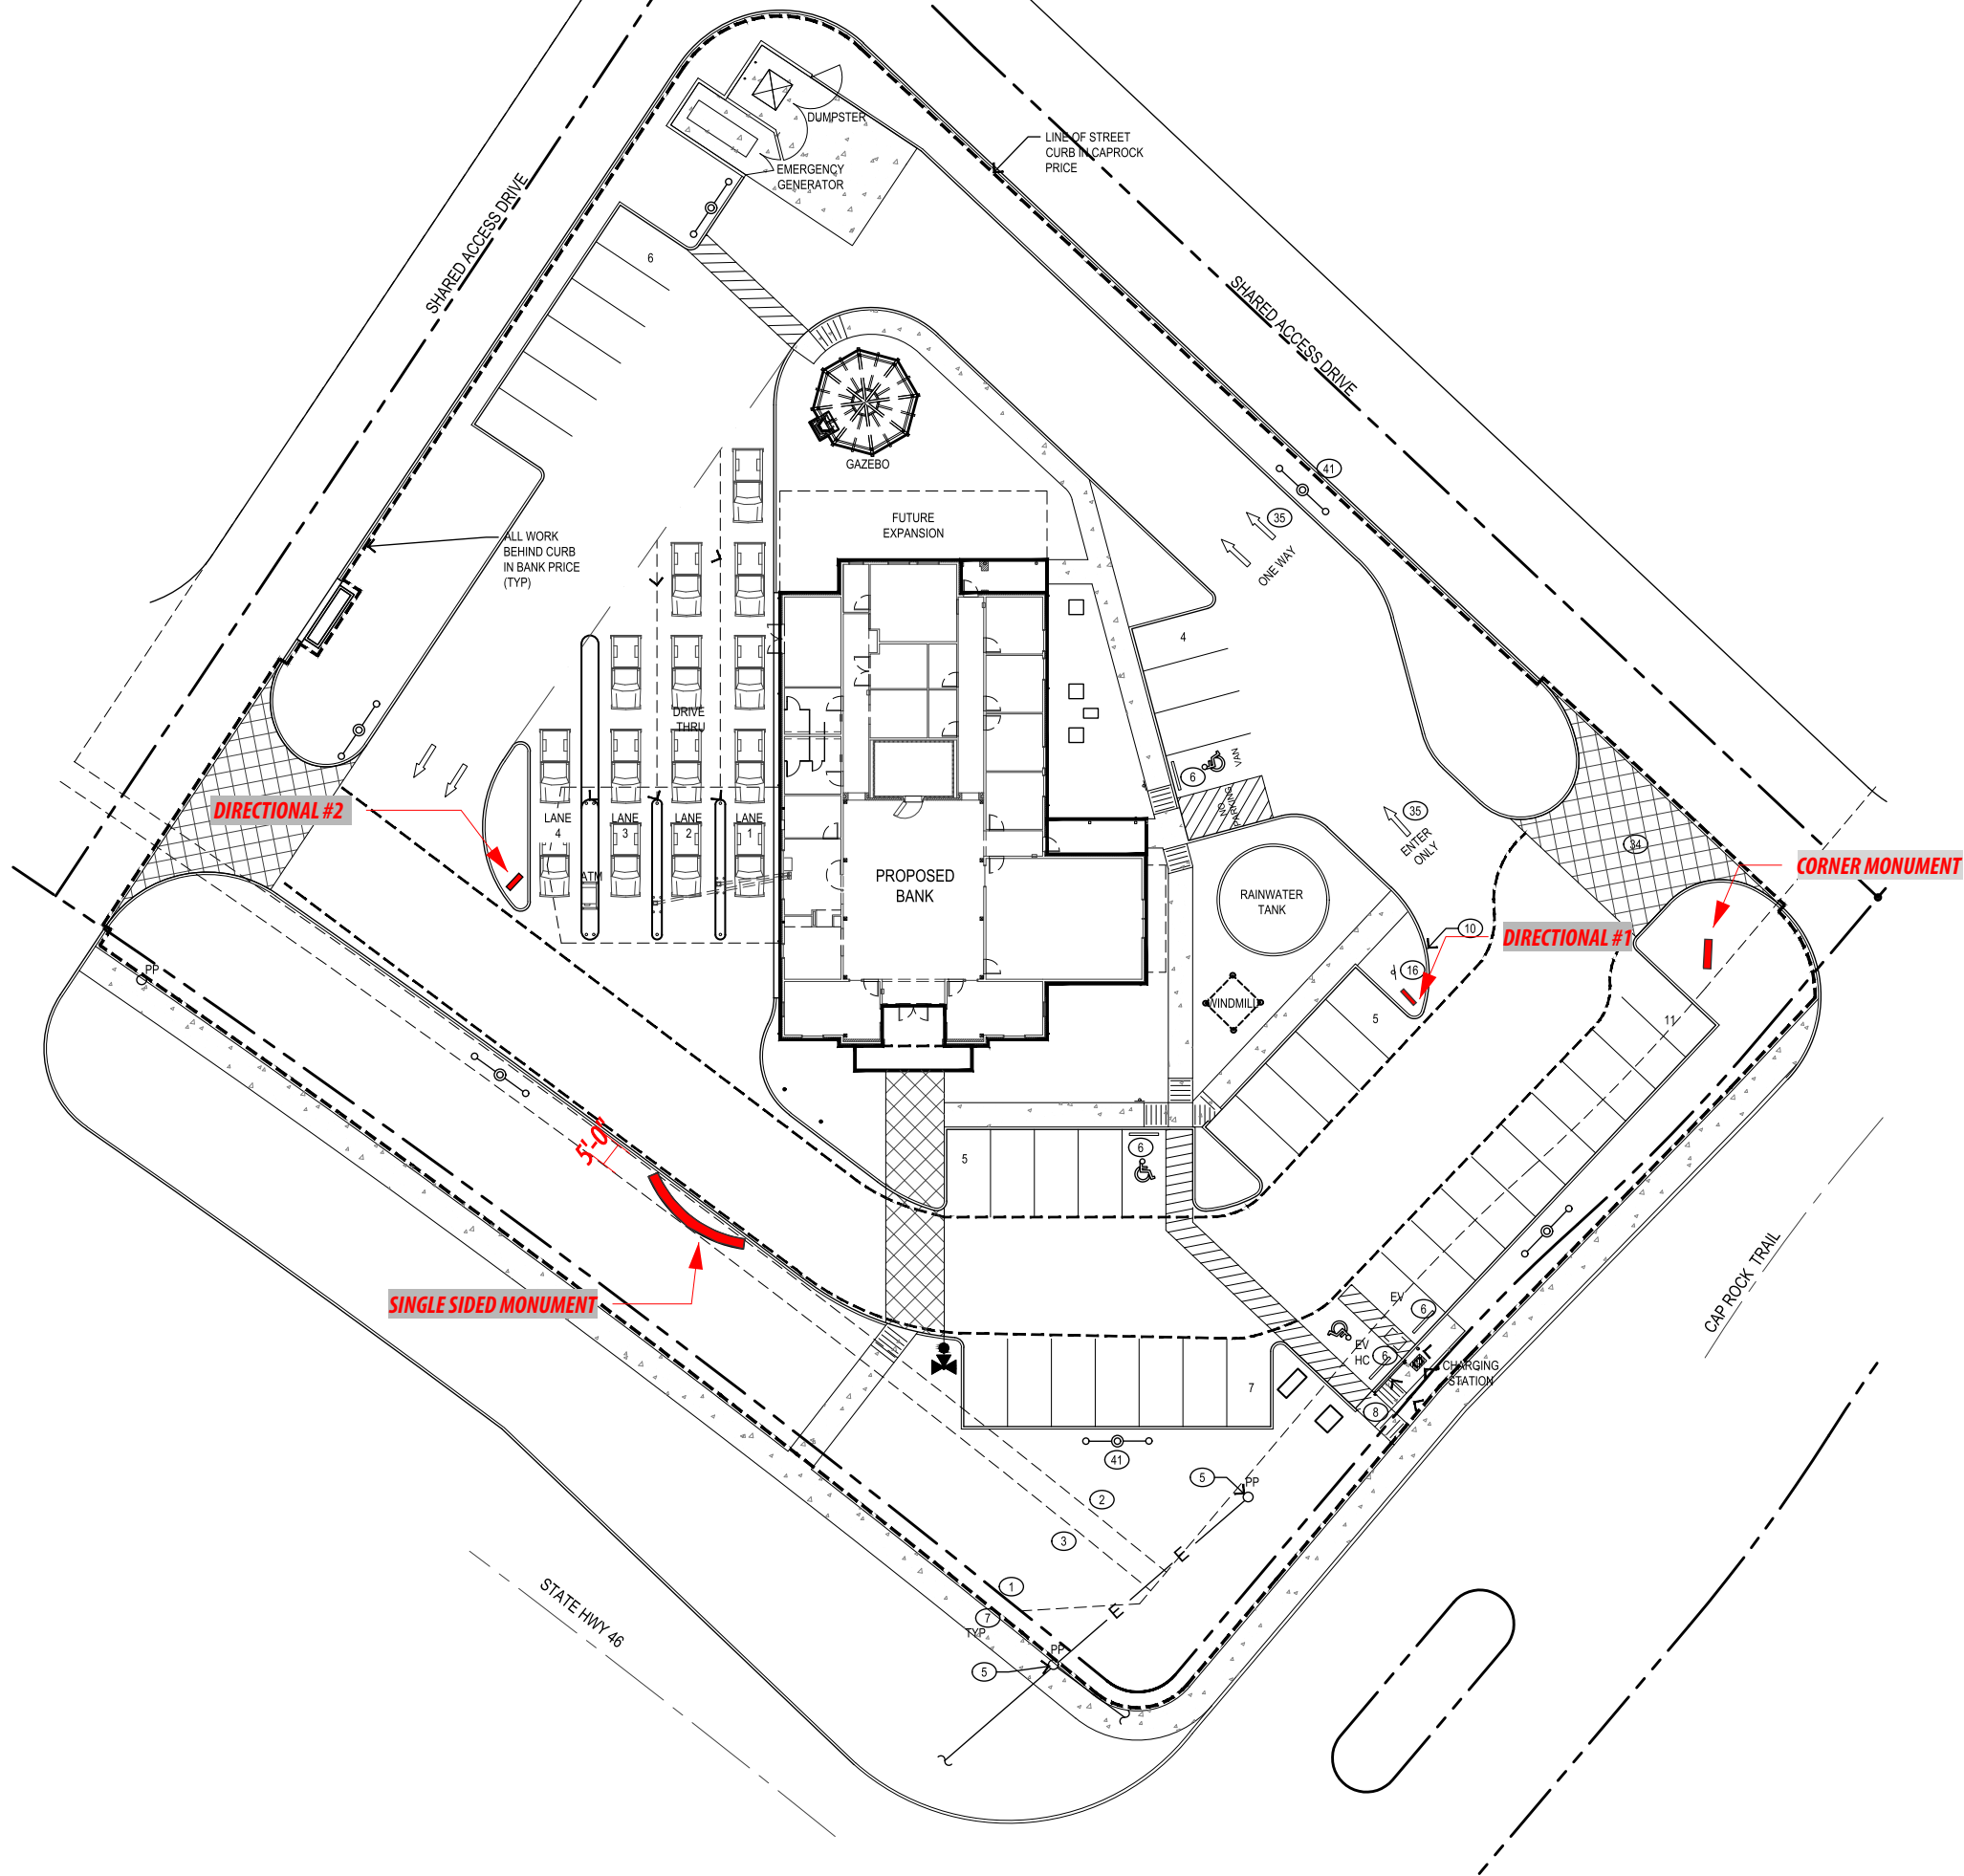 DUMPSTER
LINE OF STREET
CURB IN CAPROCK
PRICE
EMERGENCY
GENERATOR
SHARED ACCESS DRIVE
6
SHARED ACCESS DRIVE
GAZEBO
41
35
ONE WAY
FUTURE
EXPANSION
ALL WORK
BEHIND CURB
IN BANK PRICE
(TYP)
4
DRIVE
THRU
6
VAN
NO
PARKING
DIRECTIONAL #2
LANE
4
LANE
3
LANE
2
LANE
1
35
ENTER
ONLY
34
CORNER MONUMENT
ATM
PROPOSED
BANK
RAINWATER
TANK
10
DIRECTIONAL #1
16
PP
WINDMILL
5
11
5'-0"
5
6
CAP ROCK TRAIL
SINGLE SIDED MONUMENT
EV
6
EV
HC
6
CHARGING
STATION
7
8
41
5
PP
2
3
E
1
E
7
TYP
STATE HWY 46
PP
5